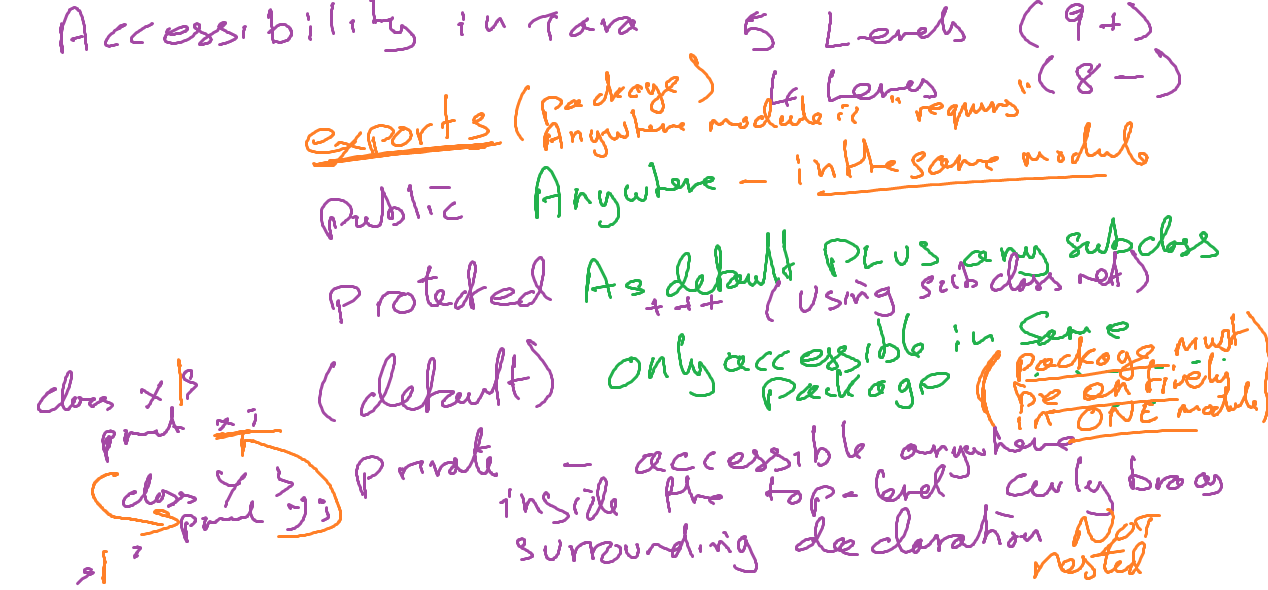 Accessibility in Java 5 Levels (9+)
4 Levels (8-)
exports (package)
Anywhere module is "requires"
public Anywhere - in the same module
protected As default PLUS any subclass
+++ (using subclass ref)
(default) only accessible in same
package (package must
be entirely
in ONE module)
private - accessible anywhere
inside the top-level curly braces
surrounding declaration NOT
nested
class X {
x;
class Y {
y;
}
}